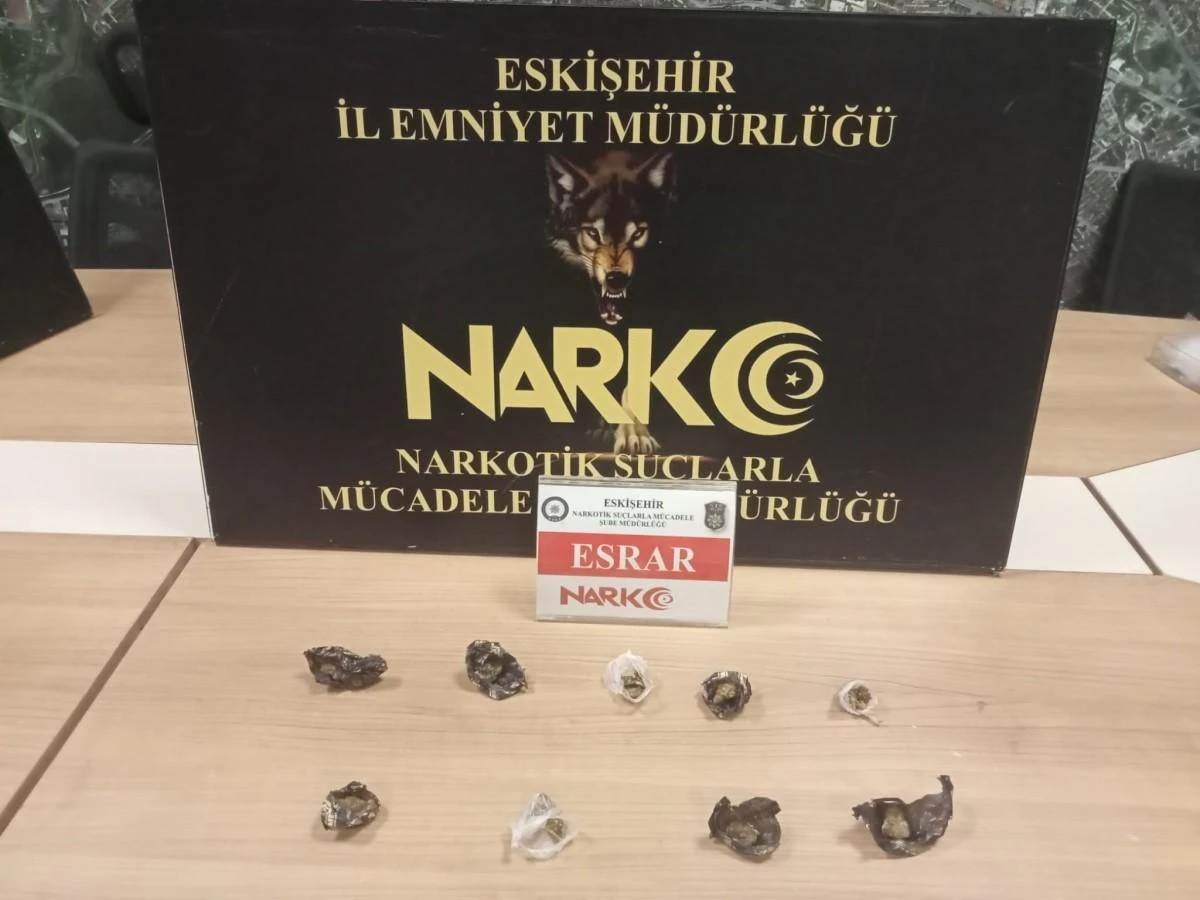 ESKİŞEHİR
İL EMNİYET MÜDÜRLÜĞÜ
NARKO
NARKOTİK SUÇLARLA
MÜCADELE ÜRLÜĞÜ
ESKİŞEHİR
NARKOTİK SUÇLARLA MÜCADELE
ŞUBE MÜDÜRLÜĞÜ
ESRAR
NARKO